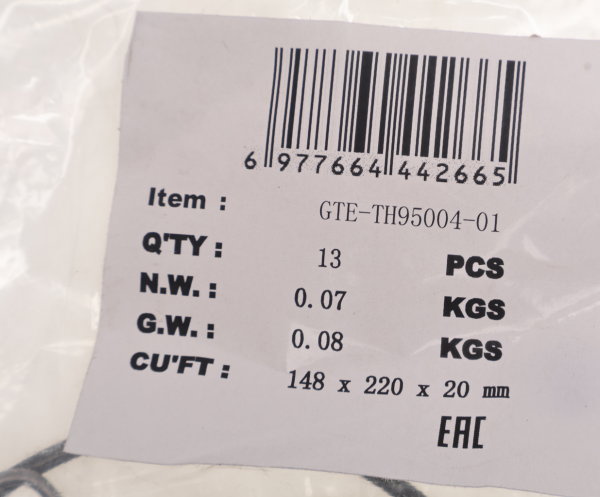 6 977664 442665
Item : GTE-TH95004-01
Q'TY : 13 PCS
N.W. : 0.07 KGS
G.W. : 0.08 KGS
CU'FT : 148 x 220 x 20 mm
EAC